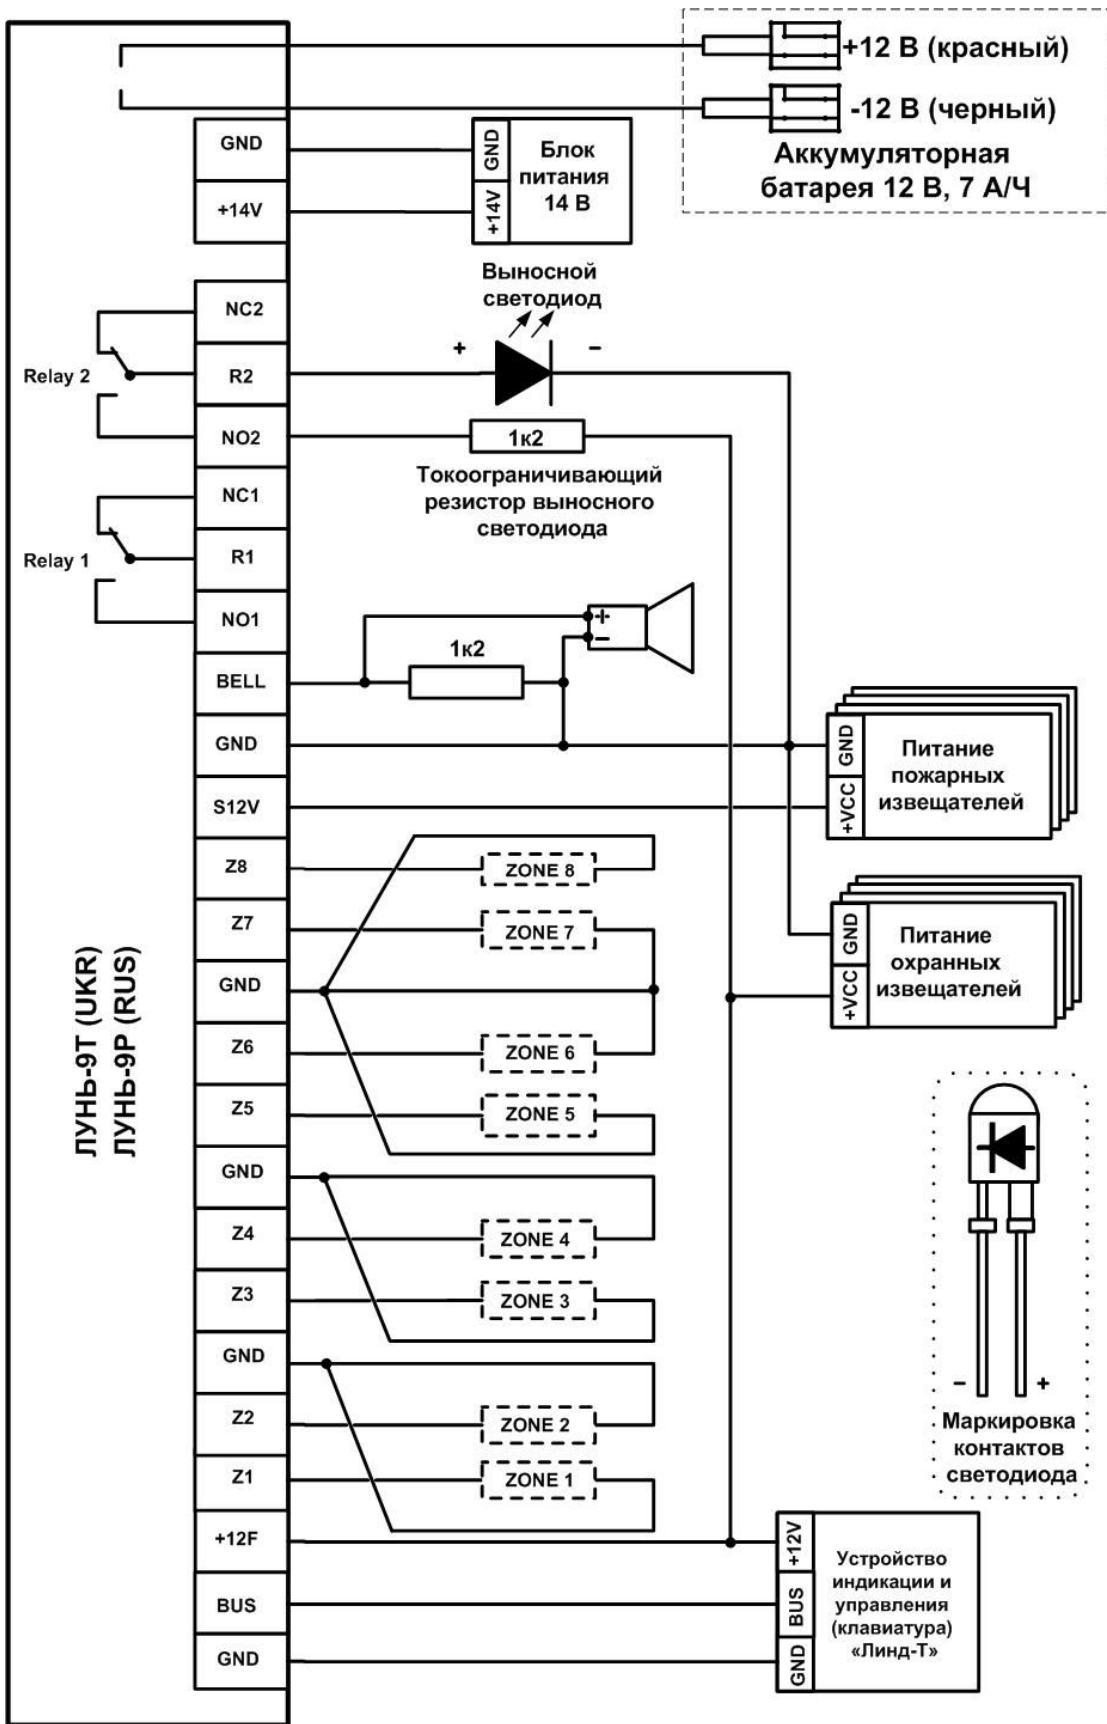 +12 В (красный)
-12 В (черный)
Аккумуляторная
батарея 12 В, 7 А/Ч
GND
+14V
GND
+14V
Блок
питания
14 В
Выносной
светодиод
+
–
NC2
Relay 2
R2
NO2
1к2
Токоограничивающий
резистор выносного
светодиода
NC1
Relay 1
R1
NO1
BELL
1к2
+
–
GND
S12V
GND
+VCC
Питание
пожарных
извещателей
Z8
ZONE 8
Z7
ZONE 7
GND
GND
+VCC
Питание
охранных
извещателей
Z6
ZONE 6
Z5
ZONE 5
ЛУНЬ-9Т (UKR)
ЛУНЬ-9Р (RUS)
GND
Z4
ZONE 4
Z3
ZONE 3
GND
Z2
ZONE 2
Z1
ZONE 1
– +
Маркировка
контактов
светодиода
+12F
BUS
GND
+12V
BUS
GND
Устройство
индикации и
управления
(клавиатура)
«Линд-Т»